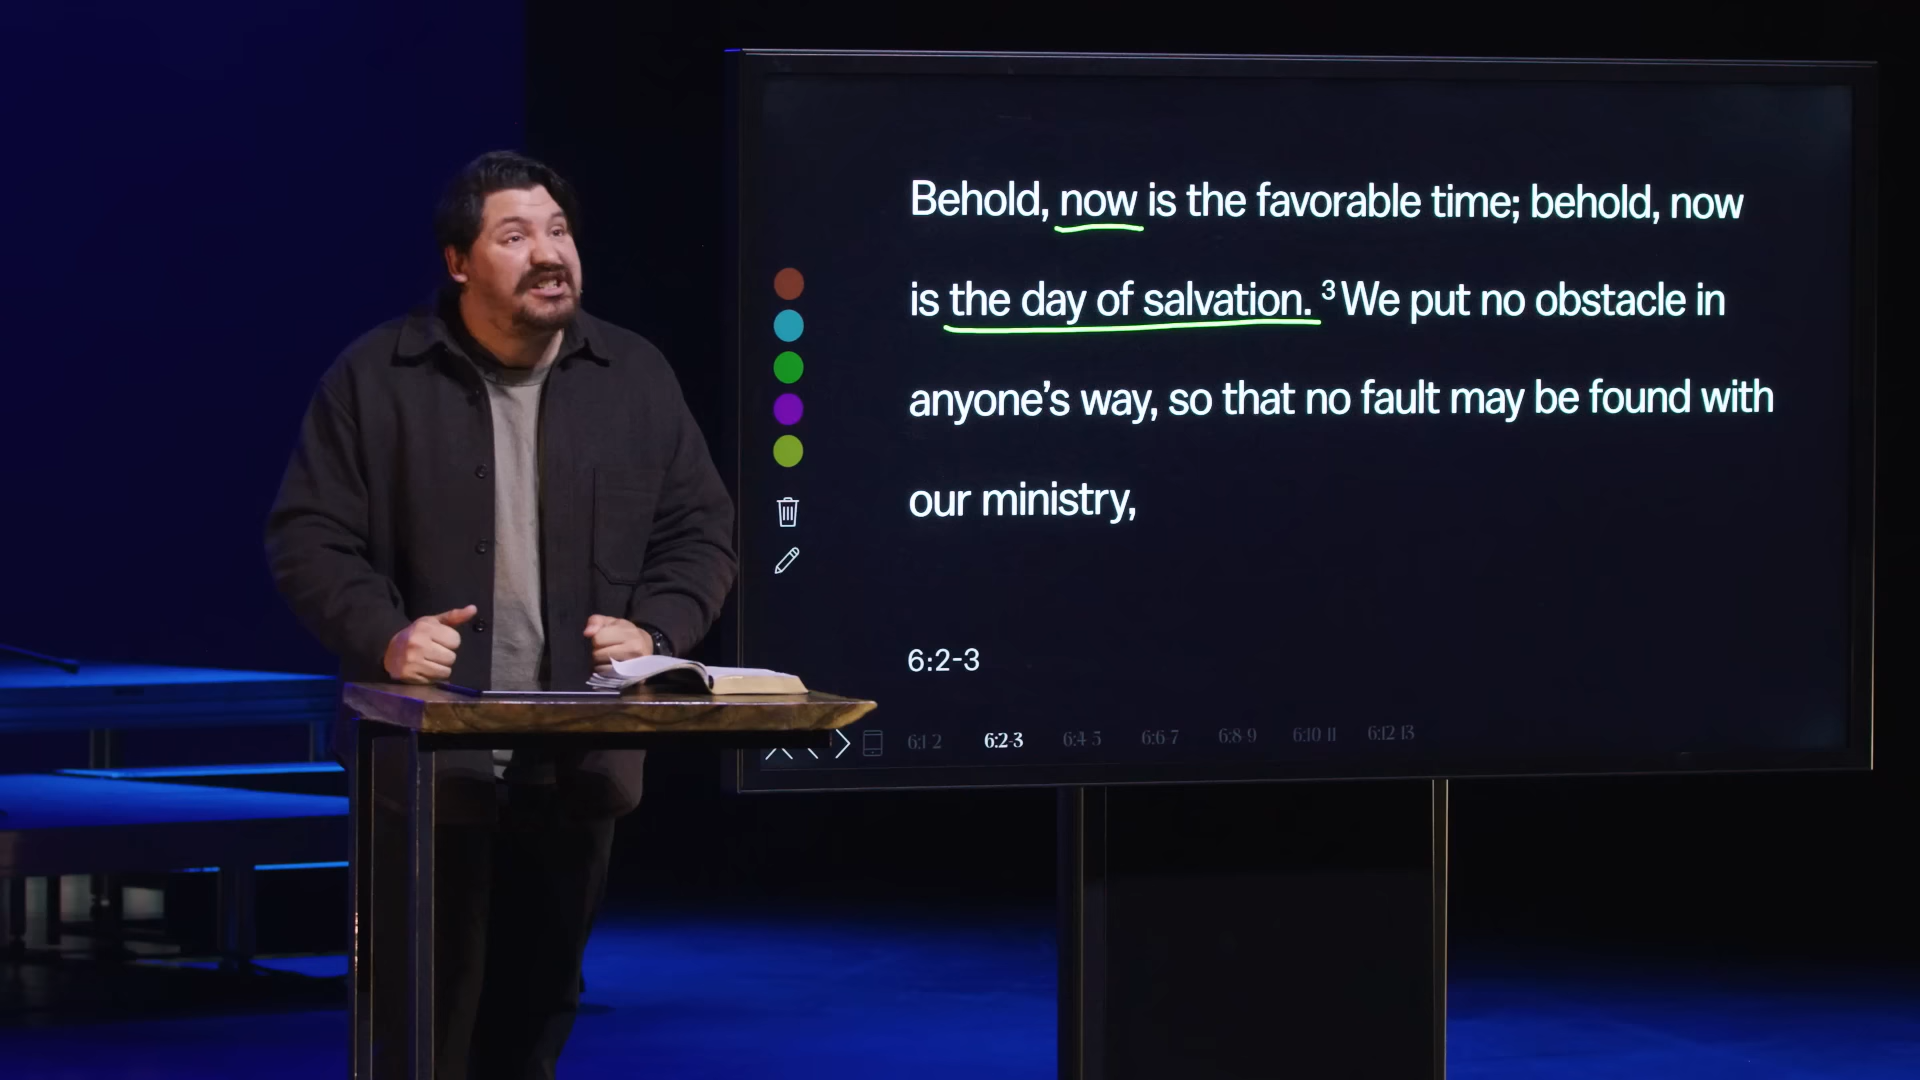 Behold, now is the favorable time; behold, now
is the day of salvation. ³We put no obstacle in
anyone’s way, so that no fault may be found with
our ministry,
6:2-3
6:1-2 6:2-3 6:4-5 6:6-7 6:8-9 6:10-11 6:12-13